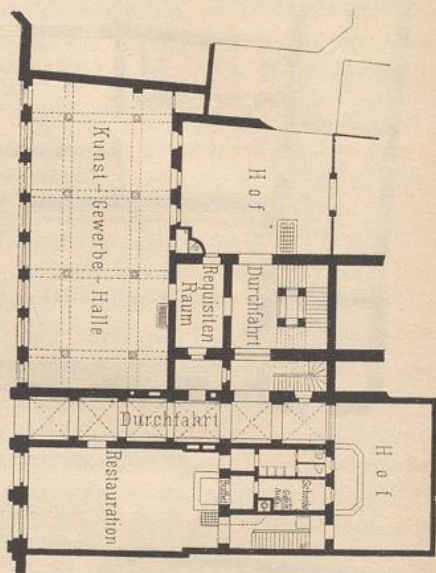 Kunst-Gewerbe-Halle
Hof
Requisiten
Raum
Durchfahrt
Durchfahrt
Hof
Restauration
Buffet